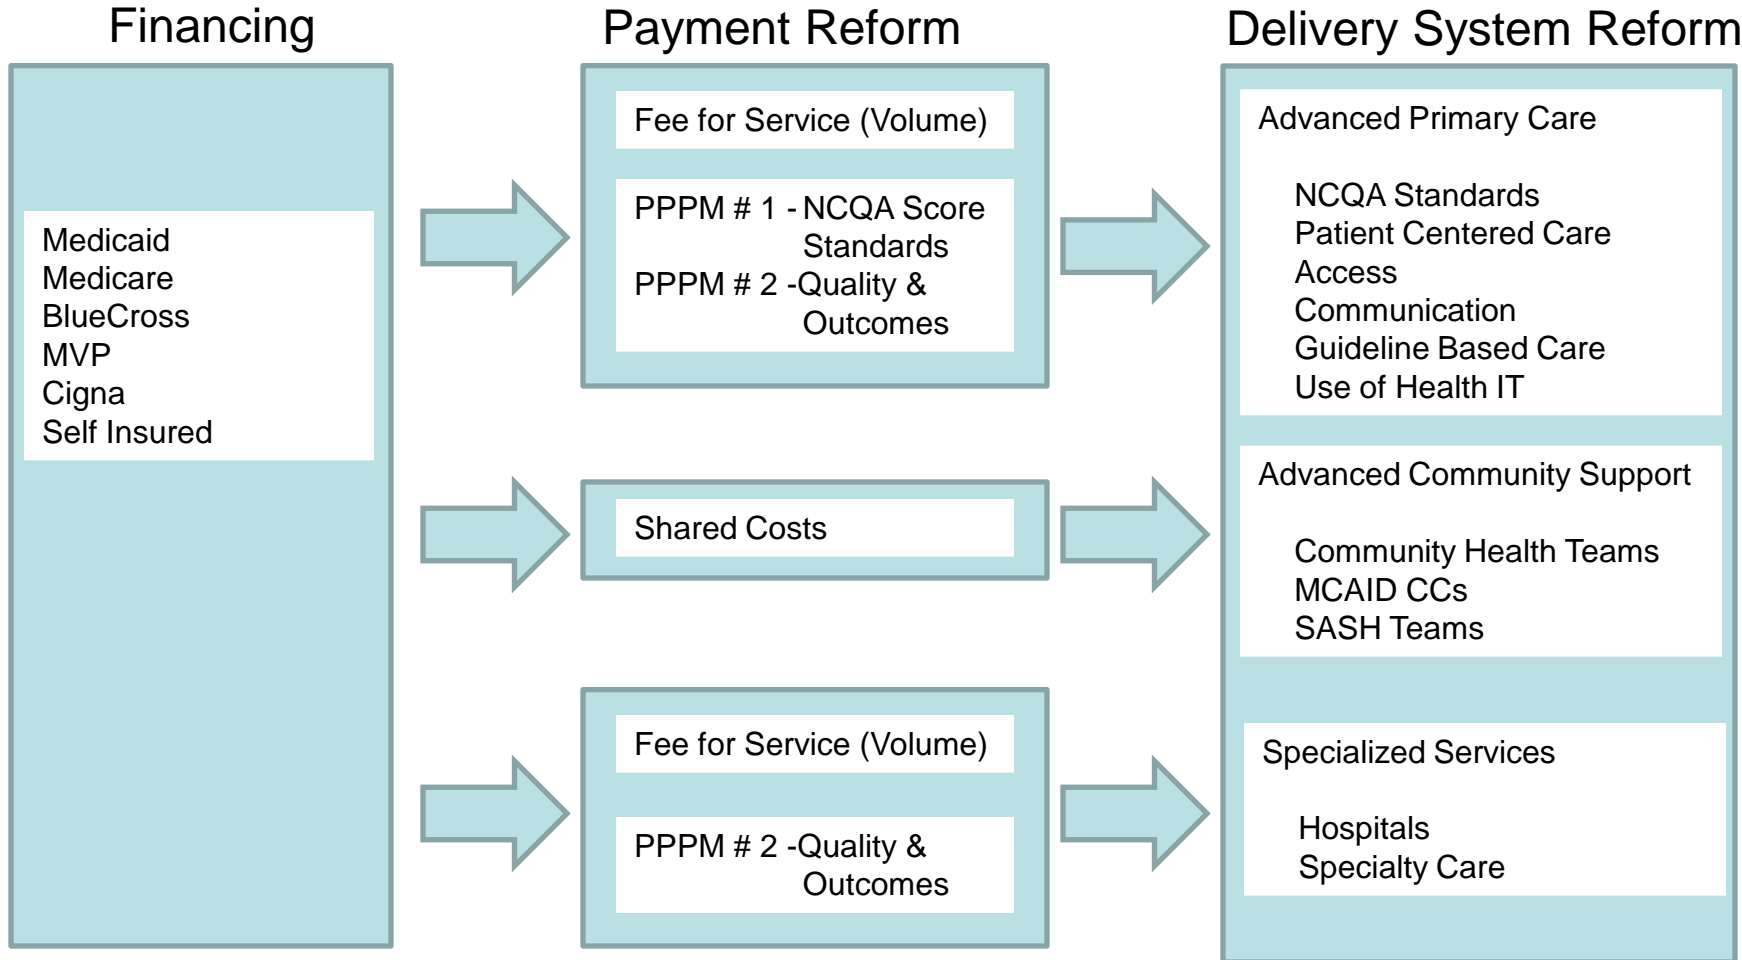 Financing
Medicaid
Medicare
BlueCross
MVP
Cigna
Self Insured
Payment Reform
Fee for Service (Volume)
PPPM # 1 - NCQA Score
Standards
PPPM # 2 -Quality &
Outcomes
Shared Costs
Fee for Service (Volume)
PPPM # 2 -Quality &
Outcomes
Delivery System Reform
Advanced Primary Care
NCQA Standards
Patient Centered Care
Access
Communication
Guideline Based Care
Use of Health IT
Advanced Community Support
Community Health Teams
MCAID CCs
SASH Teams
Specialized Services
Hospitals
Specialty Care